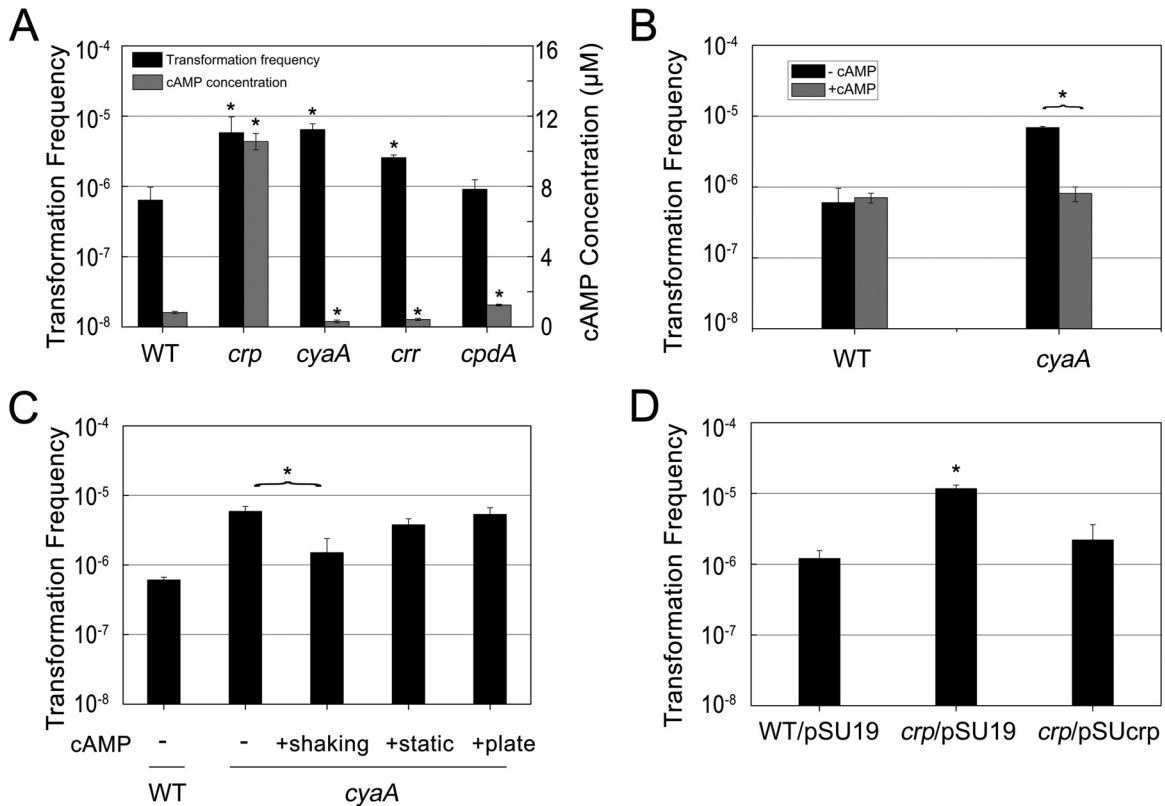 A
Transformation Frequency
10⁻⁴
10⁻⁵
10⁻⁶
10⁻⁷
10⁻⁸
Transformation frequency
cAMP concentration
* * * * * * *
16
12
8
4
0
cAMP Concentration (µM)
WT crp cyaA crr cpdA
B
Transformation Frequency
10⁻⁴
10⁻⁵
10⁻⁶
10⁻⁷
10⁻⁸
- cAMP
+cAMP
*
WT cyaA
C
Transformation Frequency
10⁻⁴
10⁻⁵
10⁻⁶
10⁻⁷
10⁻⁸
*
cAMP - - +shaking +static +plate
WT cyaA
D
Transformation Frequency
10⁻⁴
10⁻⁵
10⁻⁶
10⁻⁷
10⁻⁸
*
WT/pSU19 crp/pSU19 crp/pSUcrp